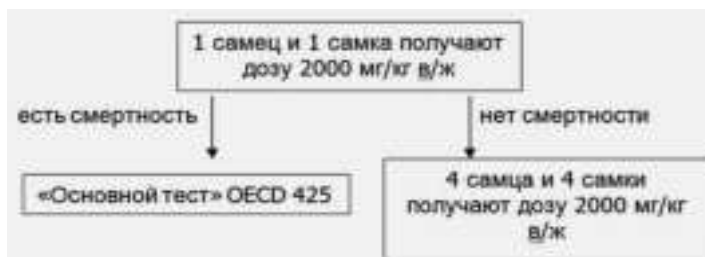 1 самец и 1 самка получают
дозу 2000 мг/кг в/ж
есть смертность
нет смертности
«Основной тест» OECD 425
4 самца и 4 самки
получают дозу 2000 мг/кг
в/ж